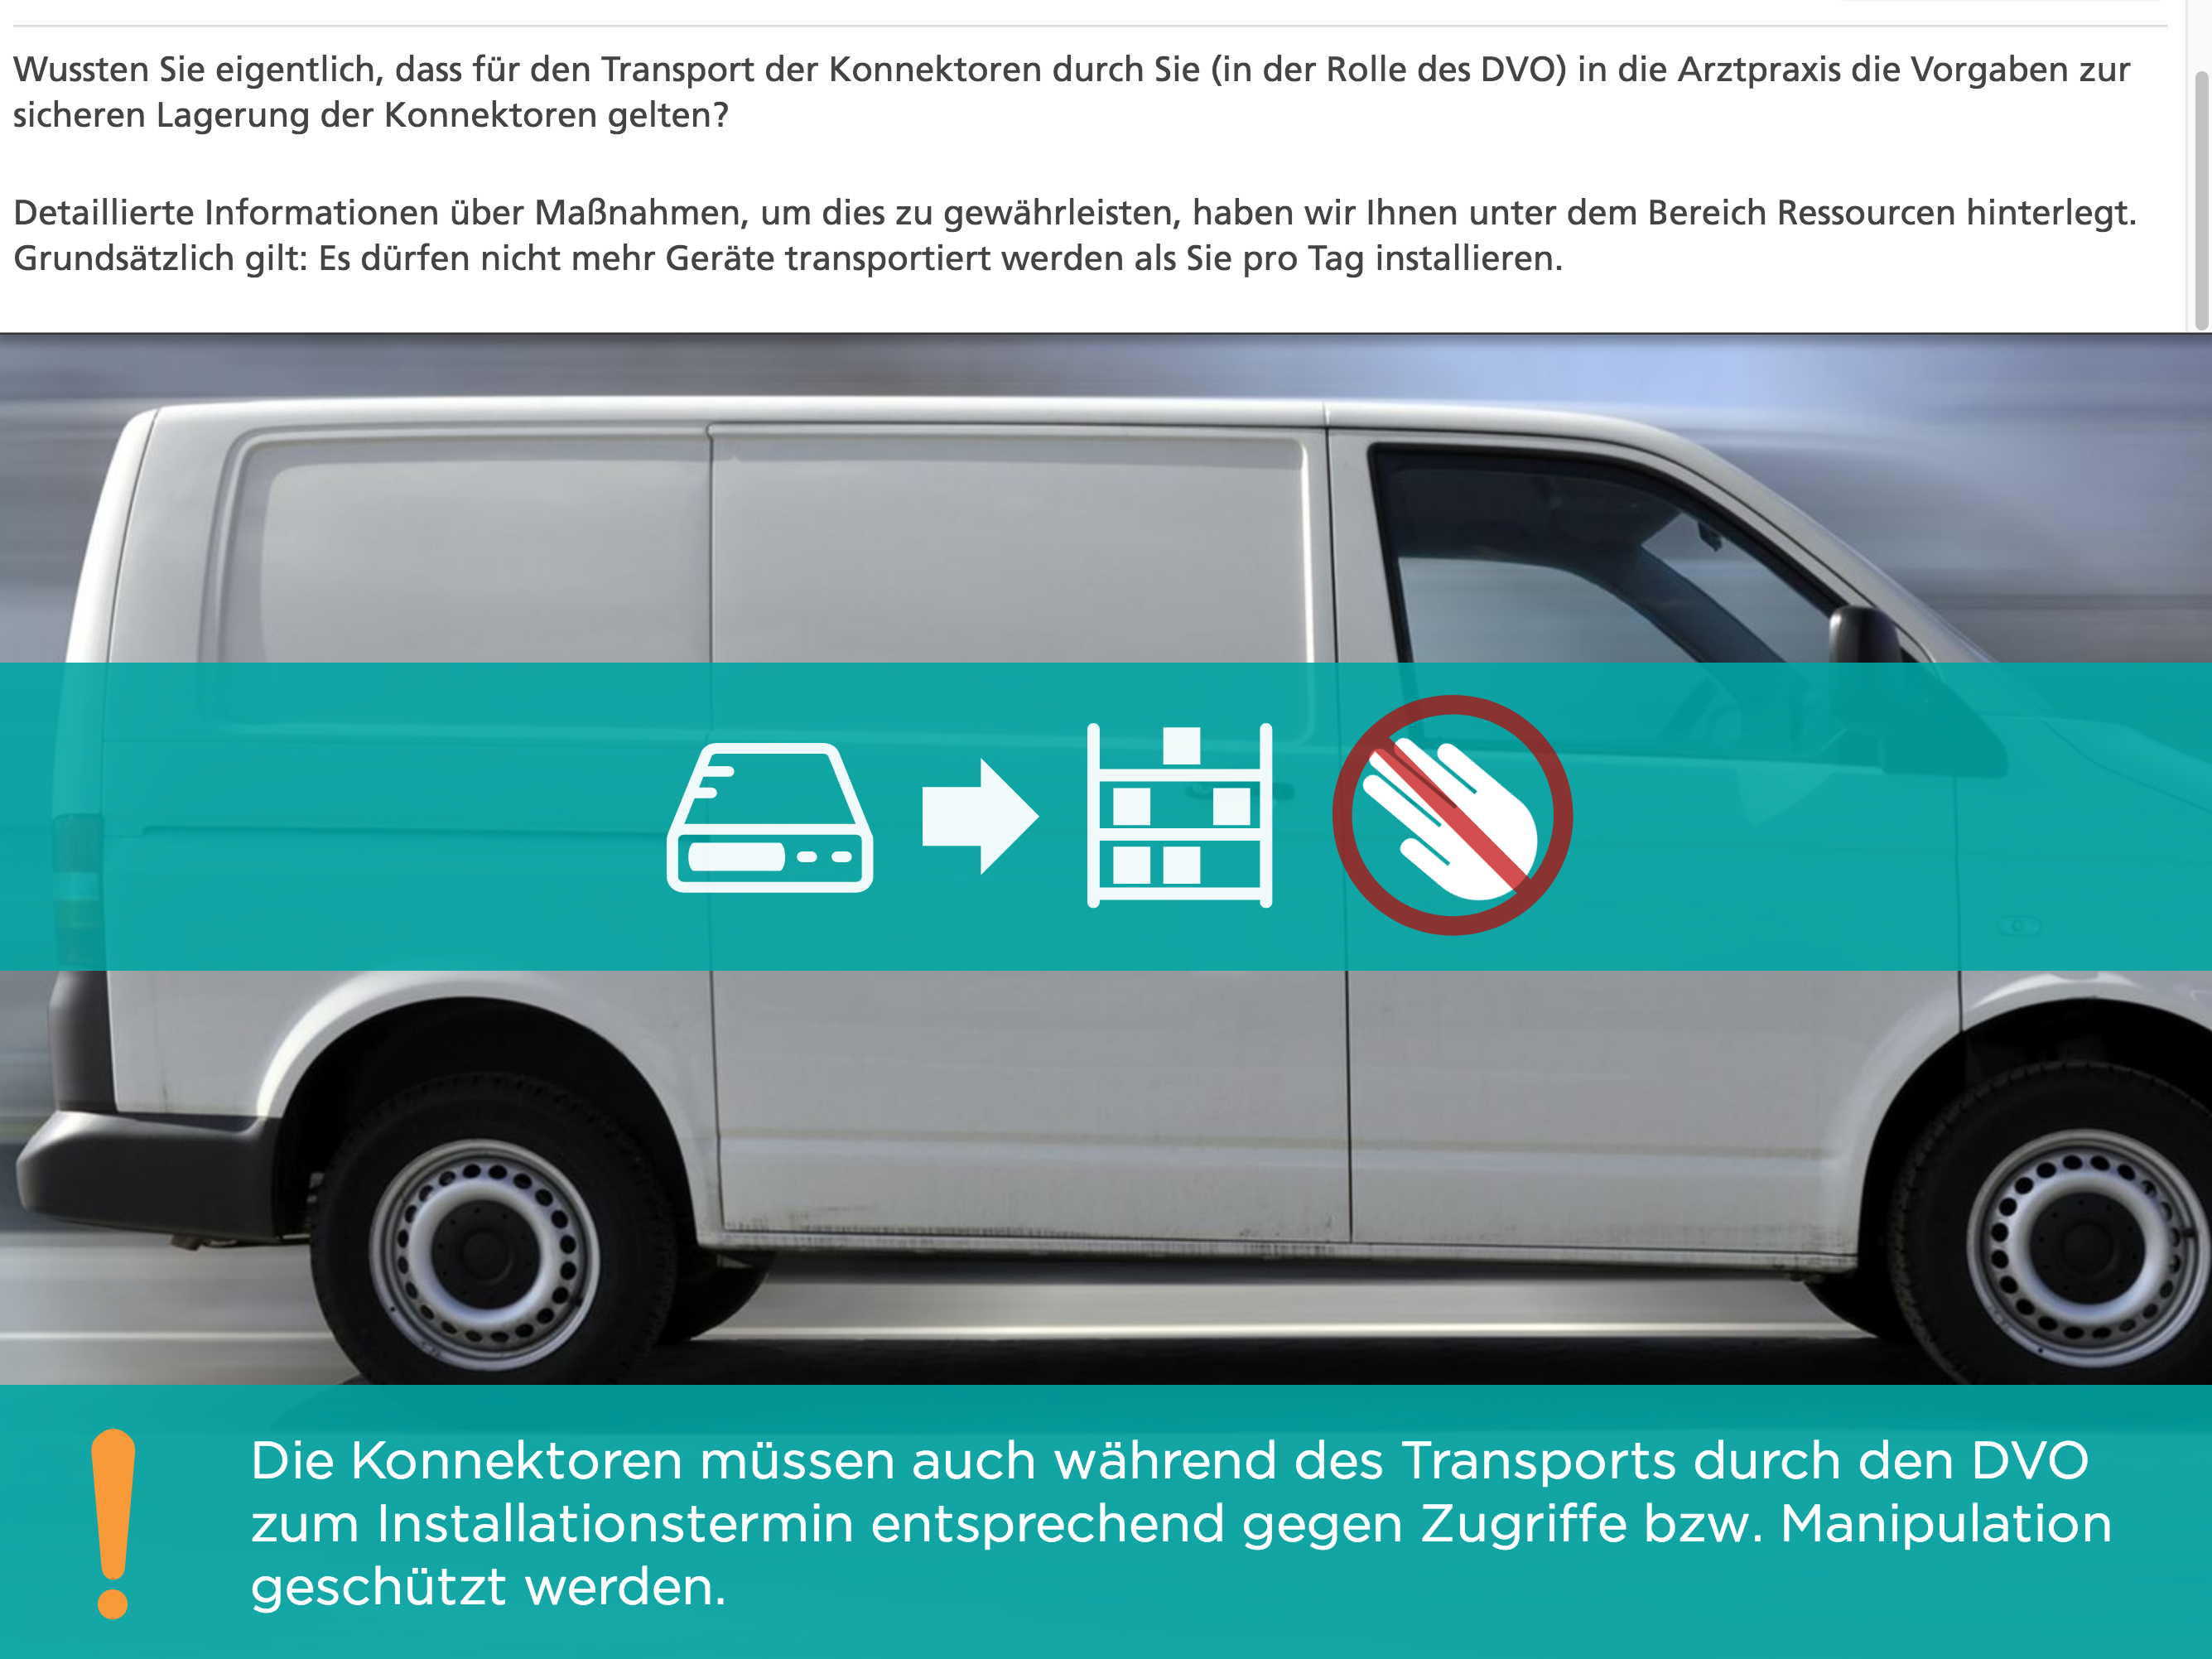 Wussten Sie eigentlich, dass für den Transport der Konnektoren durch Sie (in der Rolle des DVO) in die Arztpraxis die Vorgaben zur
sicheren Lagerung der Konnektoren gelten?
Detaillierte Informationen über Maßnahmen, um dies zu gewährleisten, haben wir Ihnen unter dem Bereich Ressourcen hinterlegt.
Grundsätzlich gilt: Es dürfen nicht mehr Geräte transportiert werden als Sie pro Tag installieren.
Die Konnektoren müssen auch während des Transports durch den DVO
zum Installationstermin entsprechend gegen Zugriffe bzw. Manipulation
geschützt werden.